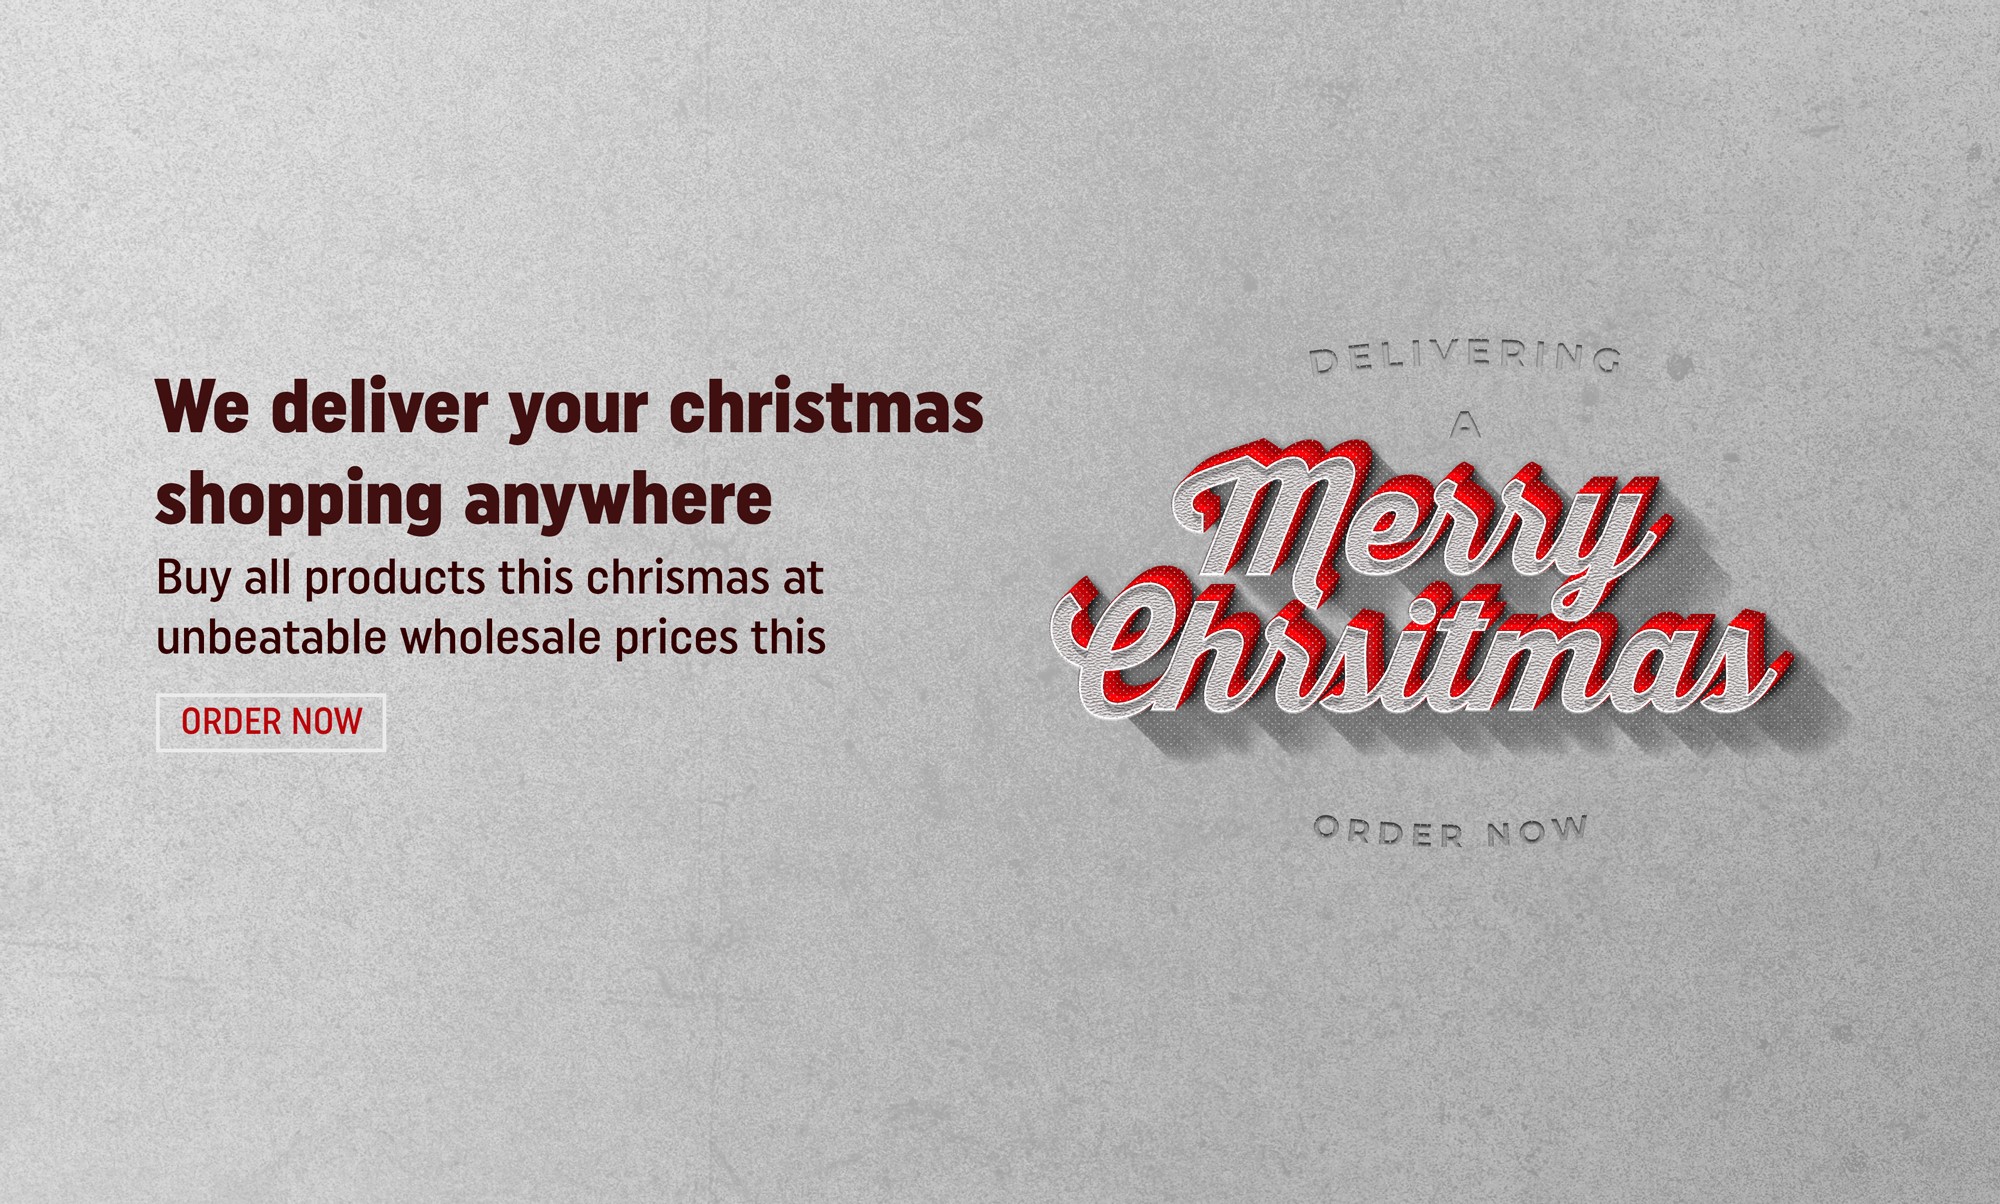 We deliver your christmas
shopping anywhere
Buy all products this chrismas at
unbeatable wholesale prices this
ORDER NOW
DELIVERING
A
Merry
Chrsitmas
ORDER NOW